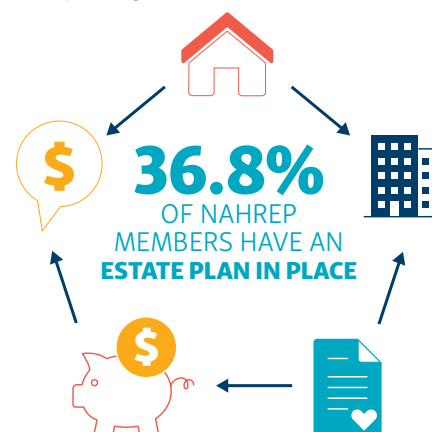 $
36.8%
OF NAHREP
MEMBERS HAVE AN
ESTATE PLAN IN PLACE
$